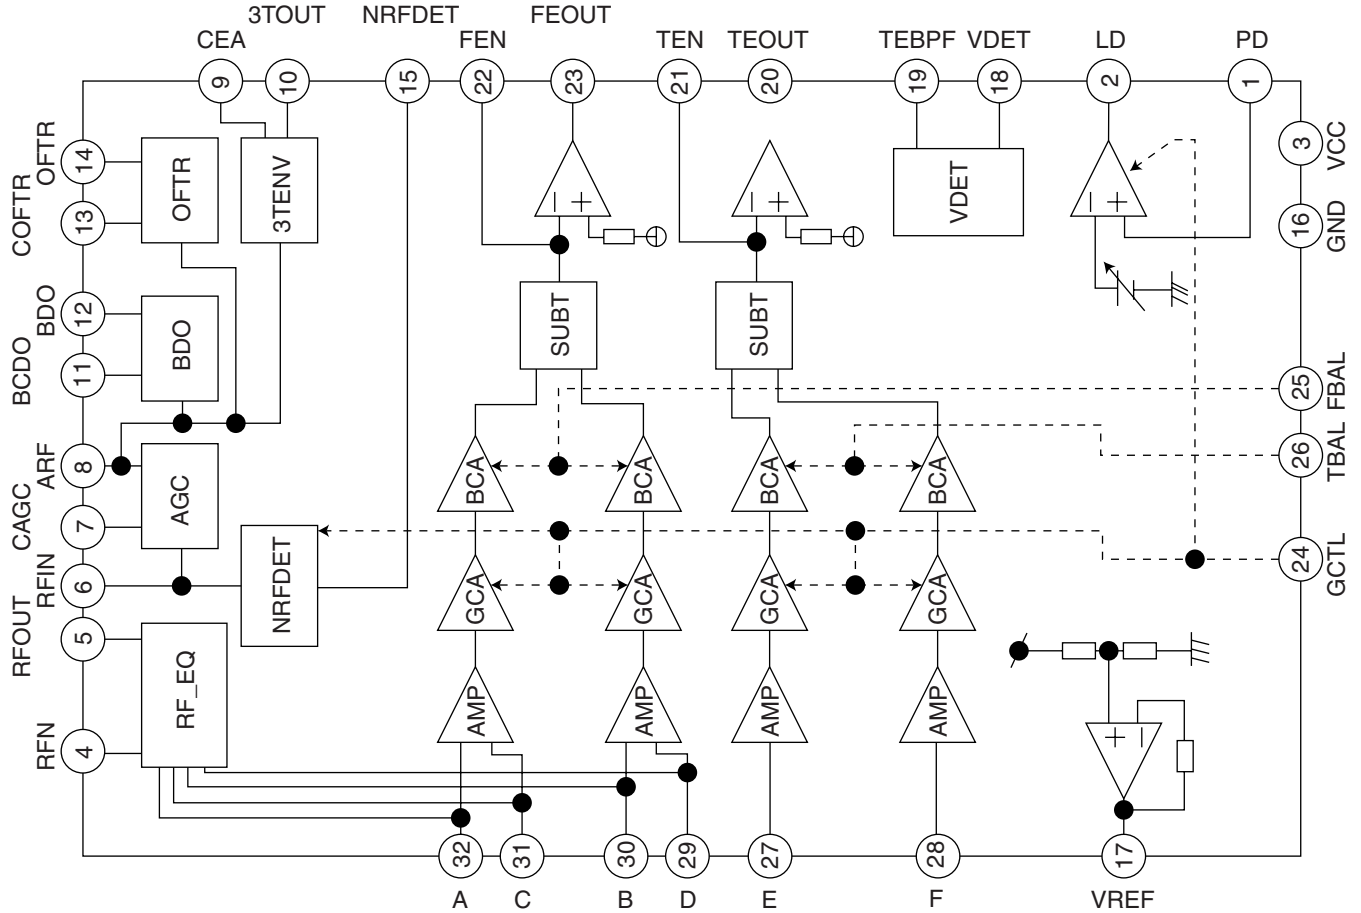 3TOUT NRFDET FEOUT
CEA FEN TEN TEOUT TEBPF VDET LD PD
9 10 15 22 23 21 20 19 18 2 1
OFTR 14
COFTR 13
OFTR
3TENV
VDET
3 VCC
16 GND
− +
− +
− +
BDO 12
BCDO 11
BDO
SUBT
SUBT
25 FBAL
26 TBAL
ARF 8
CAGC 7
AGC
BCA
BCA
BCA
BCA
RFIN 6
NRFDET
GCA
GCA
GCA
GCA
24 GCTL
RFOUT 5
RFN 4
RF_EQ
AMP
AMP
AMP
AMP
+ −
32 31 30 29 27 28 17
A C B D E F VREF